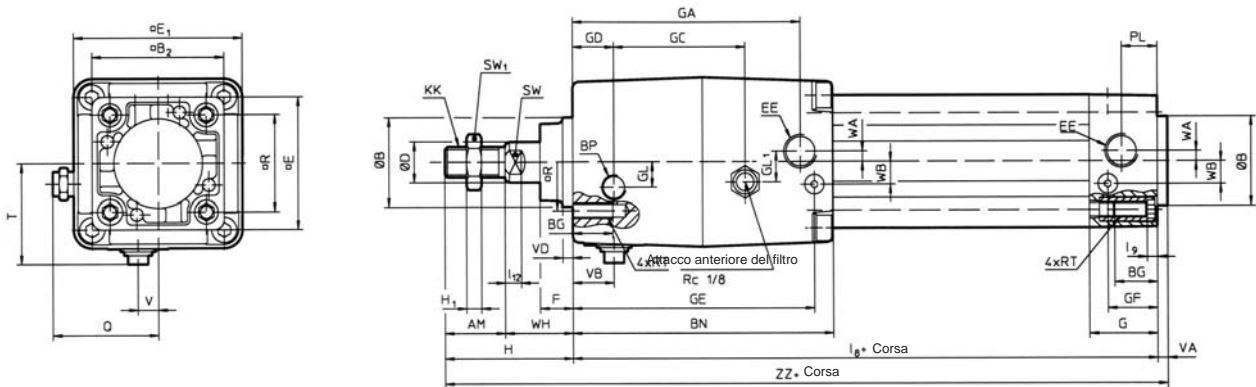 □E₁
□B₂
□R
□E
T
V
Q
GA
GD
GC
PL
SW₁
KK
SW
EE
WA
EE
WA
BP
GL₁
WB
WB
ØB
ØD
□R
GL
ØB
BG
VD
4xRT
Attacco anteriore del filtro
4xRT
l₉
l₁₂
VB
Rc 1/8
BG
H₁
F
GE
GF
AM
WH
BN
G
H
l₈+ Corsa
VA
ZZ+ Corsa